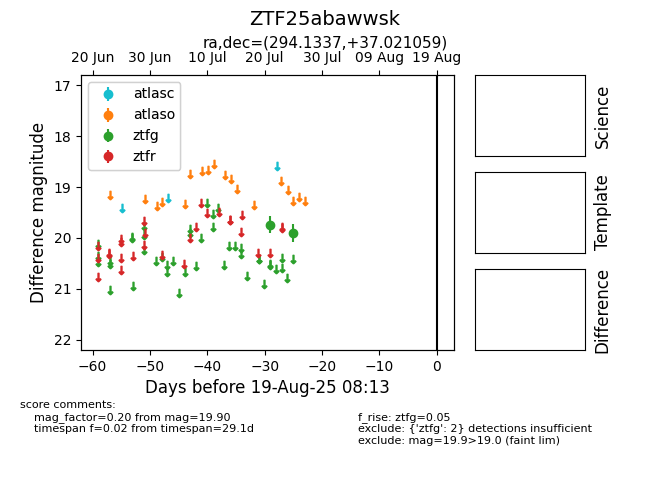 ZTF25abawwsk
ra,dec=(294.1337,+37.021059)
20 Jun 30 Jun 10 Jul 20 Jul 30 Jul 09 Aug 19 Aug
17
18
19
20
21
22
Difference magnitude
atlasc
atlaso
ztfg
ztfr
−60 −50 −40 −30 −20 −10 0
Days before 19-Aug-25 08:13
Science
Template
Difference
score comments:
mag_factor=0.20 from mag=19.90
timespan f=0.02 from timespan=29.1d
f_rise: ztfg=0.05
exclude: {'ztfg': 2} detections insufficient
exclude: mag=19.9>19.0 (faint lim)